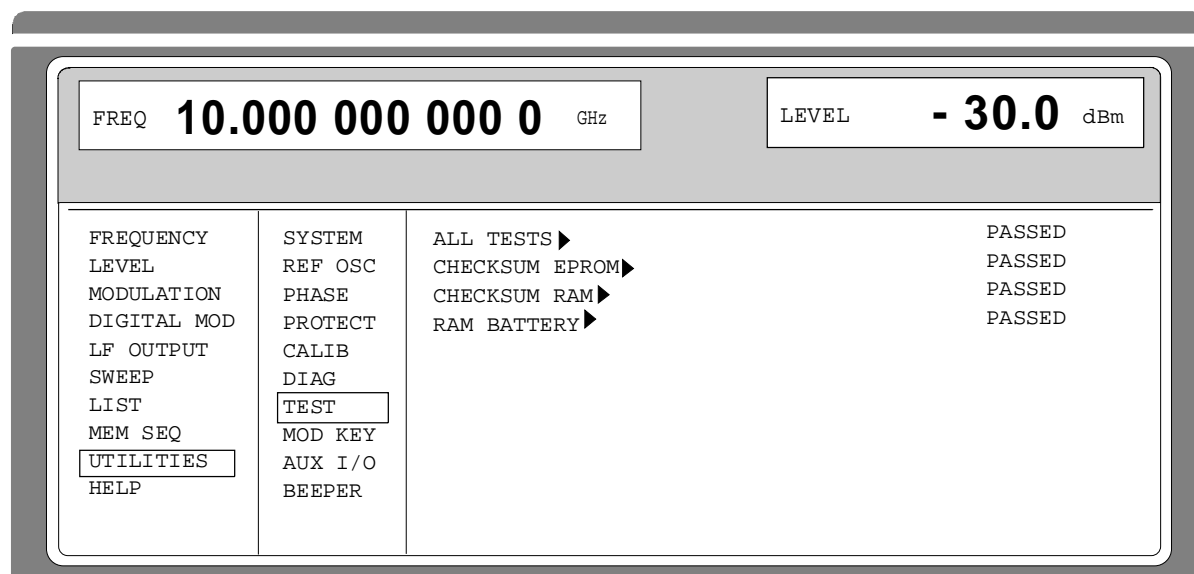 FREQ 10.000 000 000 0 GHz
LEVEL - 30.0 dBm
FREQUENCY SYSTEM ALL TESTS PASSED
LEVEL REF OSC CHECKSUM EPROM PASSED
MODULATION PHASE CHECKSUM RAM PASSED
DIGITAL MOD PROTECT RAM BATTERY PASSED
LF OUTPUT CALIB
SWEEP DIAG
LIST TEST
MEM SEQ MOD KEY
UTILITIES AUX I/O
HELP BEEPER